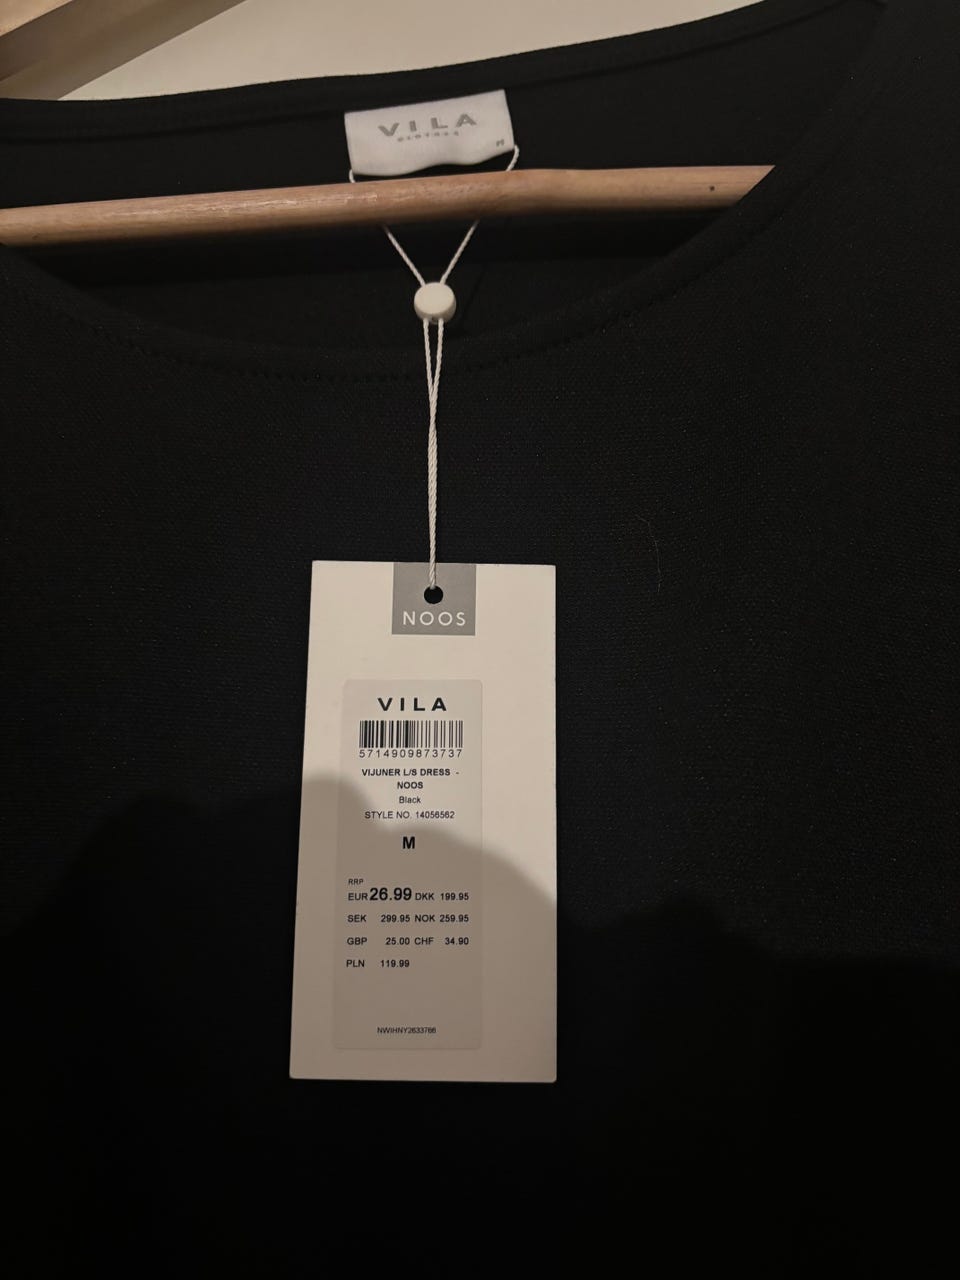 VILA
CLOTHES
M
NOOS
VILA
5714909873737
VIJUNER L/S DRESS -
NOOS
Black
STYLE NO. 14056562
M
RRP
EUR 26.99 DKK 199.95
SEK 299.95 NOK 259.95
GBP 25.00 CHF 34.90
PLN 119.99
NWIHNY2633766